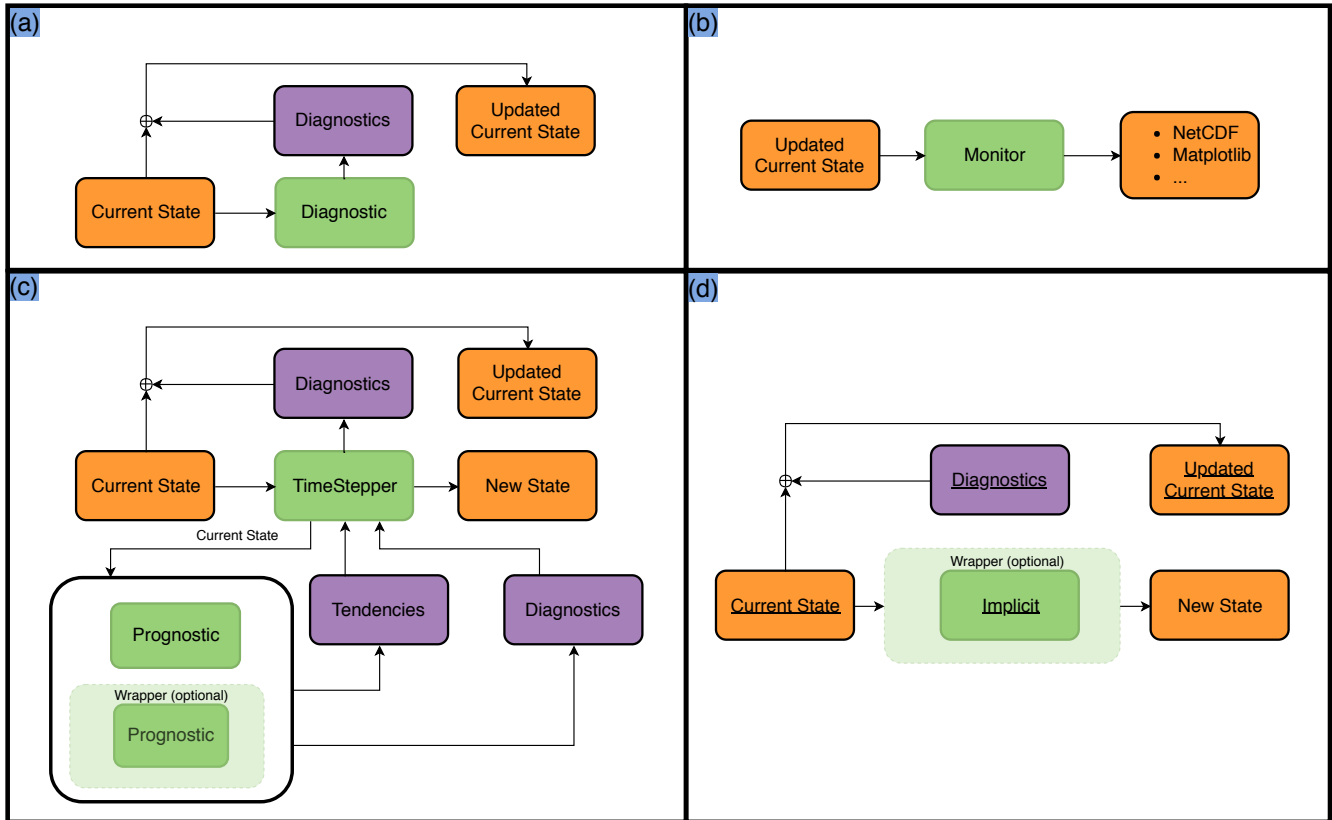 (a)
Diagnostics
Updated
Current State
Current State
Diagnostic
(b)
Updated
Current State
Monitor
• NetCDF
• Matplotlib
• ...
(c)
Diagnostics
Updated
Current State
Current State
TimeStepper
New State
Current State
Tendencies
Diagnostics
Prognostic
Wrapper (optional)
Prognostic
(d)
Diagnostics
Updated
Current State
Wrapper (optional)
Current State
Implicit
New State